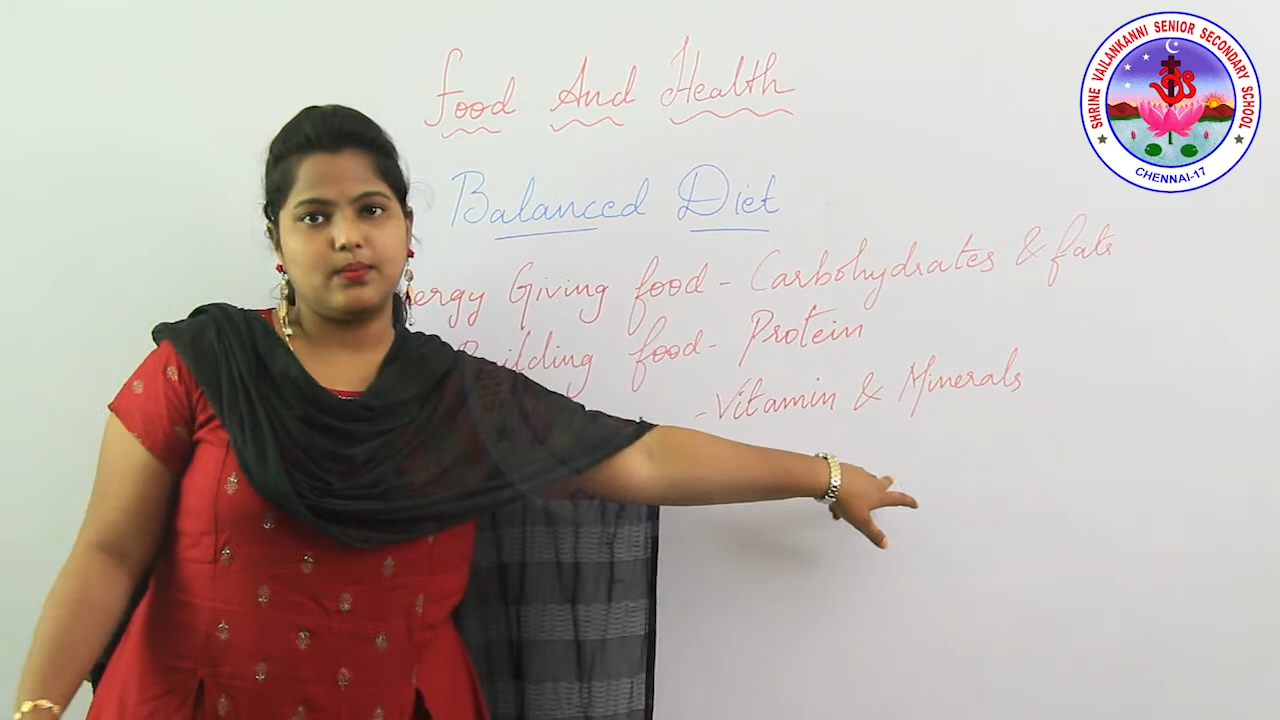 Food And Health
Balanced Diet
ergy Giving food - Carbohydrates & fats
Building food - Protein
- Vitamin & Minerals
SHRINE VAILANKANNI SENIOR SECONDARY SCHOOL
CHENNAI-17